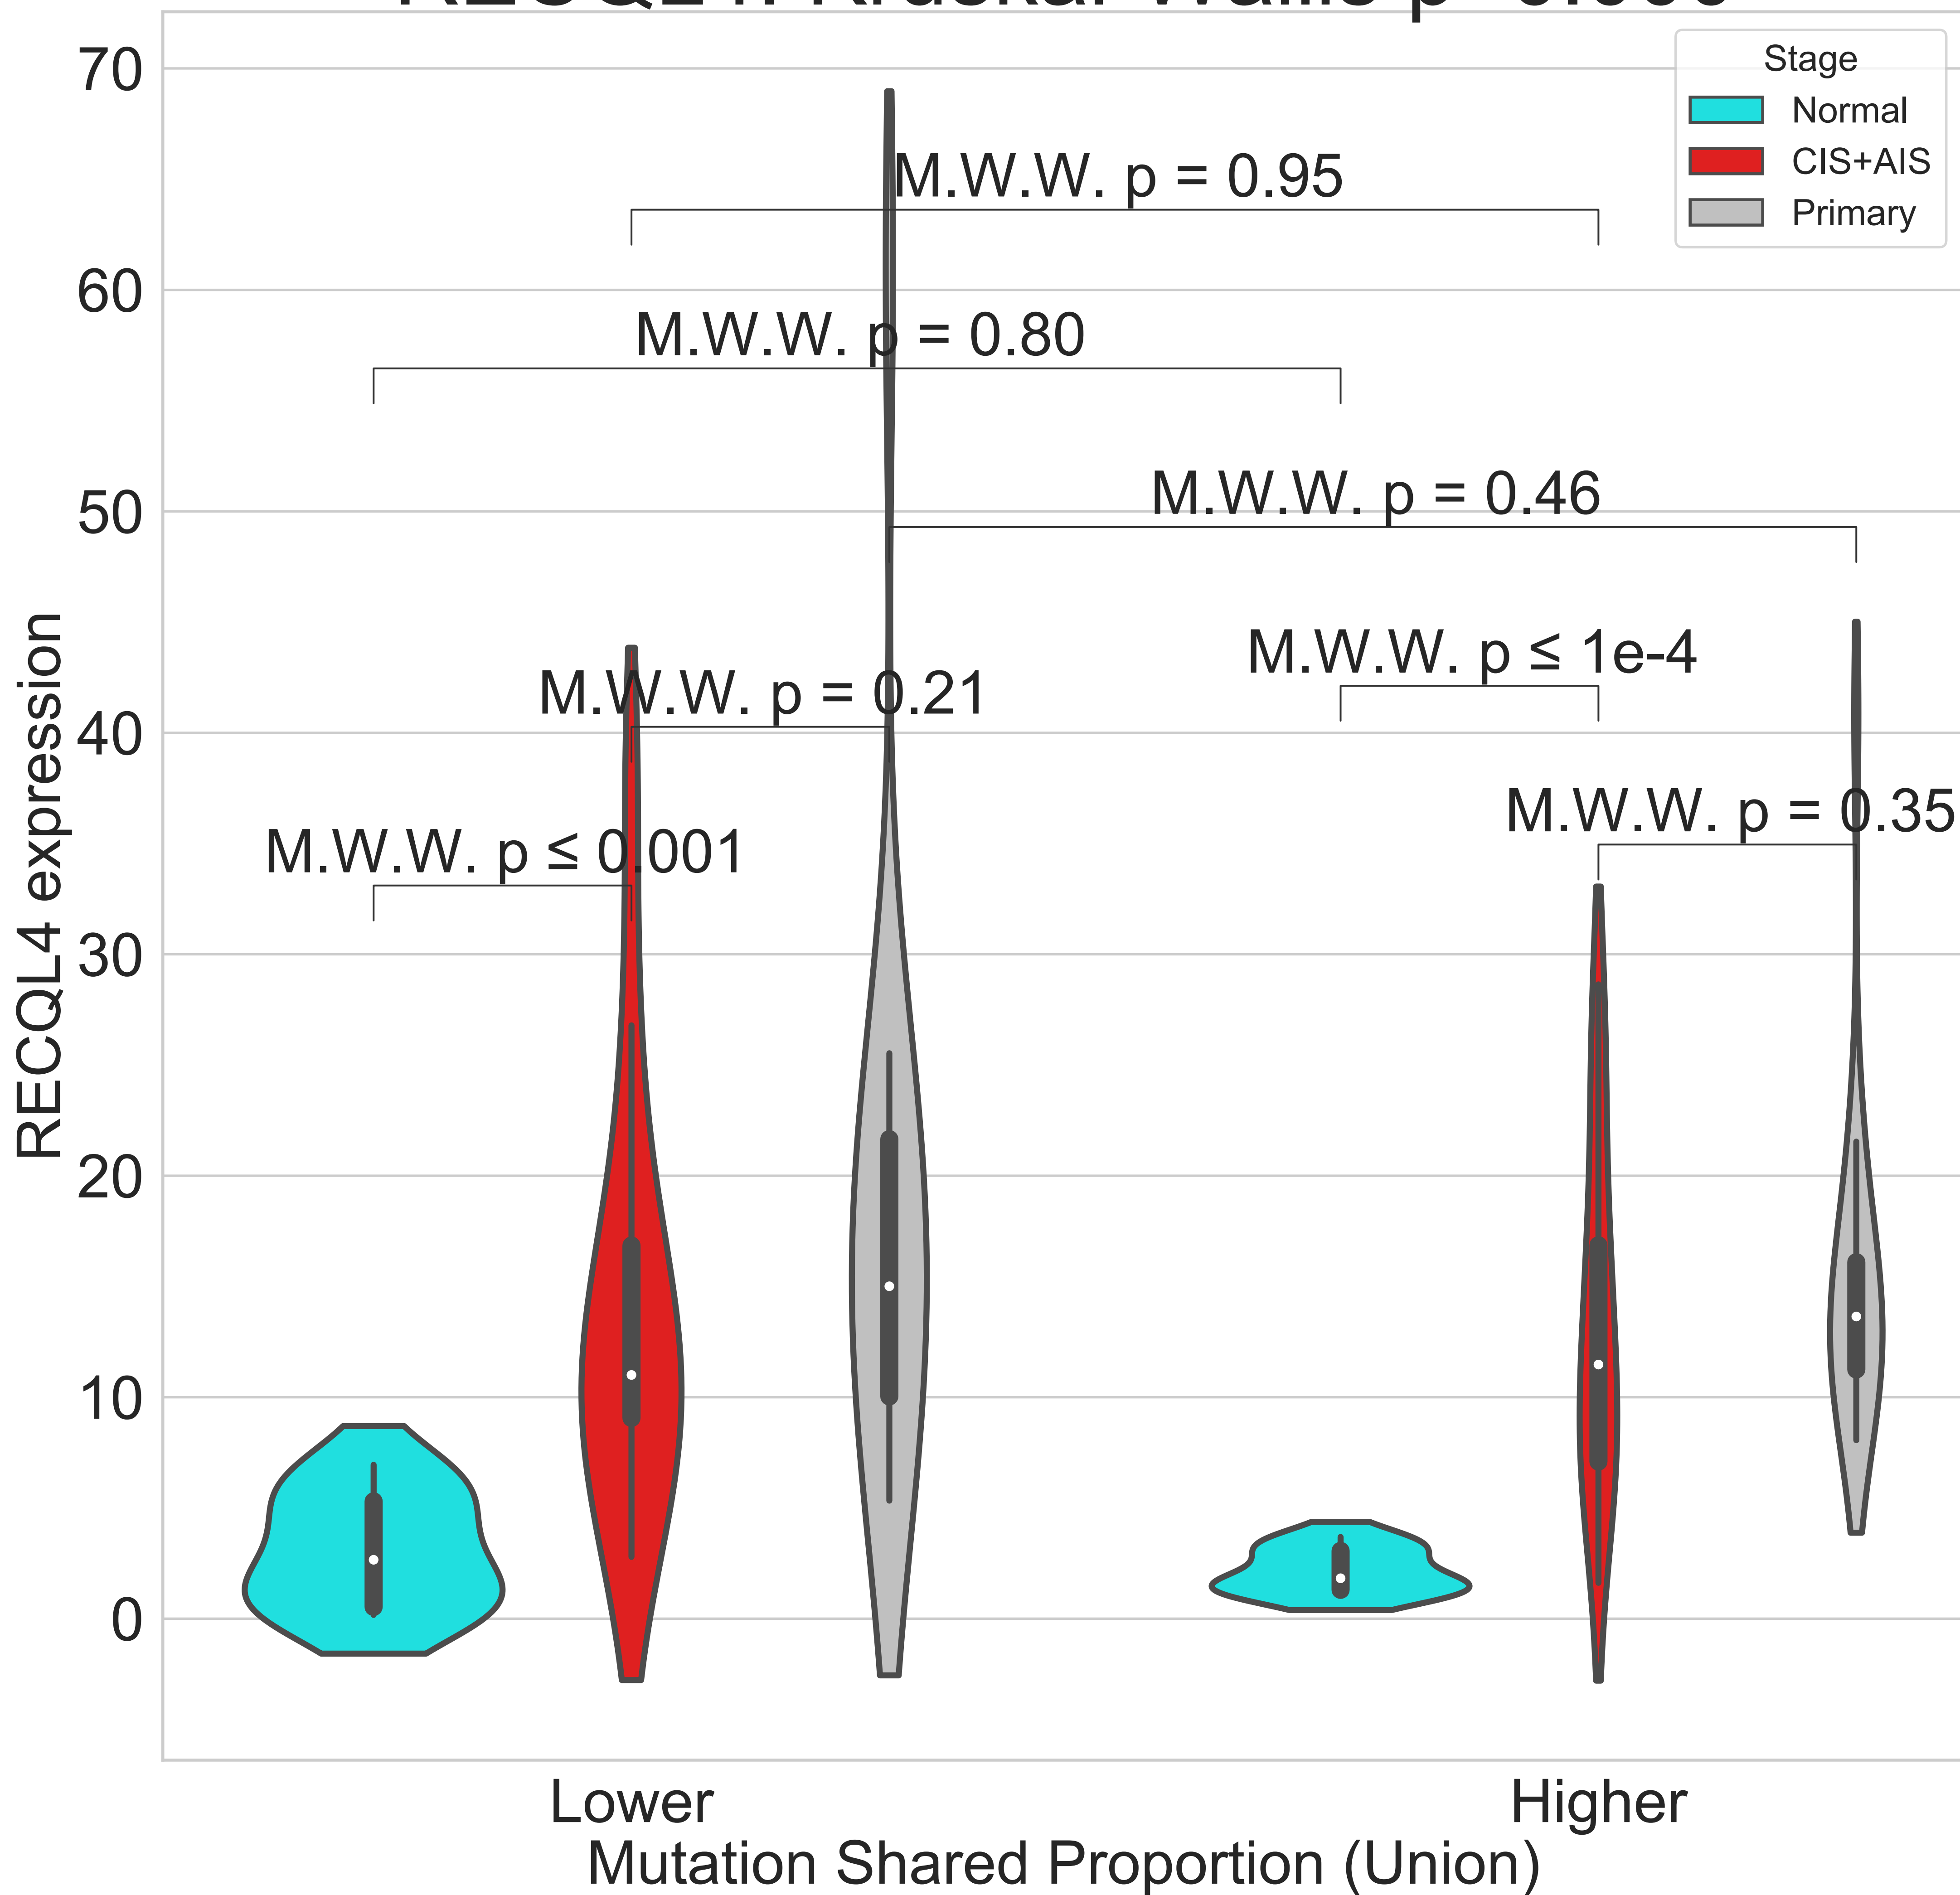 70
60
50
40
30
20
10
0
RECQL4 expression
Stage
Normal
CIS+AIS
Primary
M.W.W. p = 0.95
M.W.W. p = 0.80
M.W.W. p = 0.46
M.W.W. p ≤ 1e-4
M.W.W. p = 0.21
M.W.W. p = 0.35
M.W.W. p ≤ 0.001
Lower
Higher
Mutation Shared Proportion (Union)